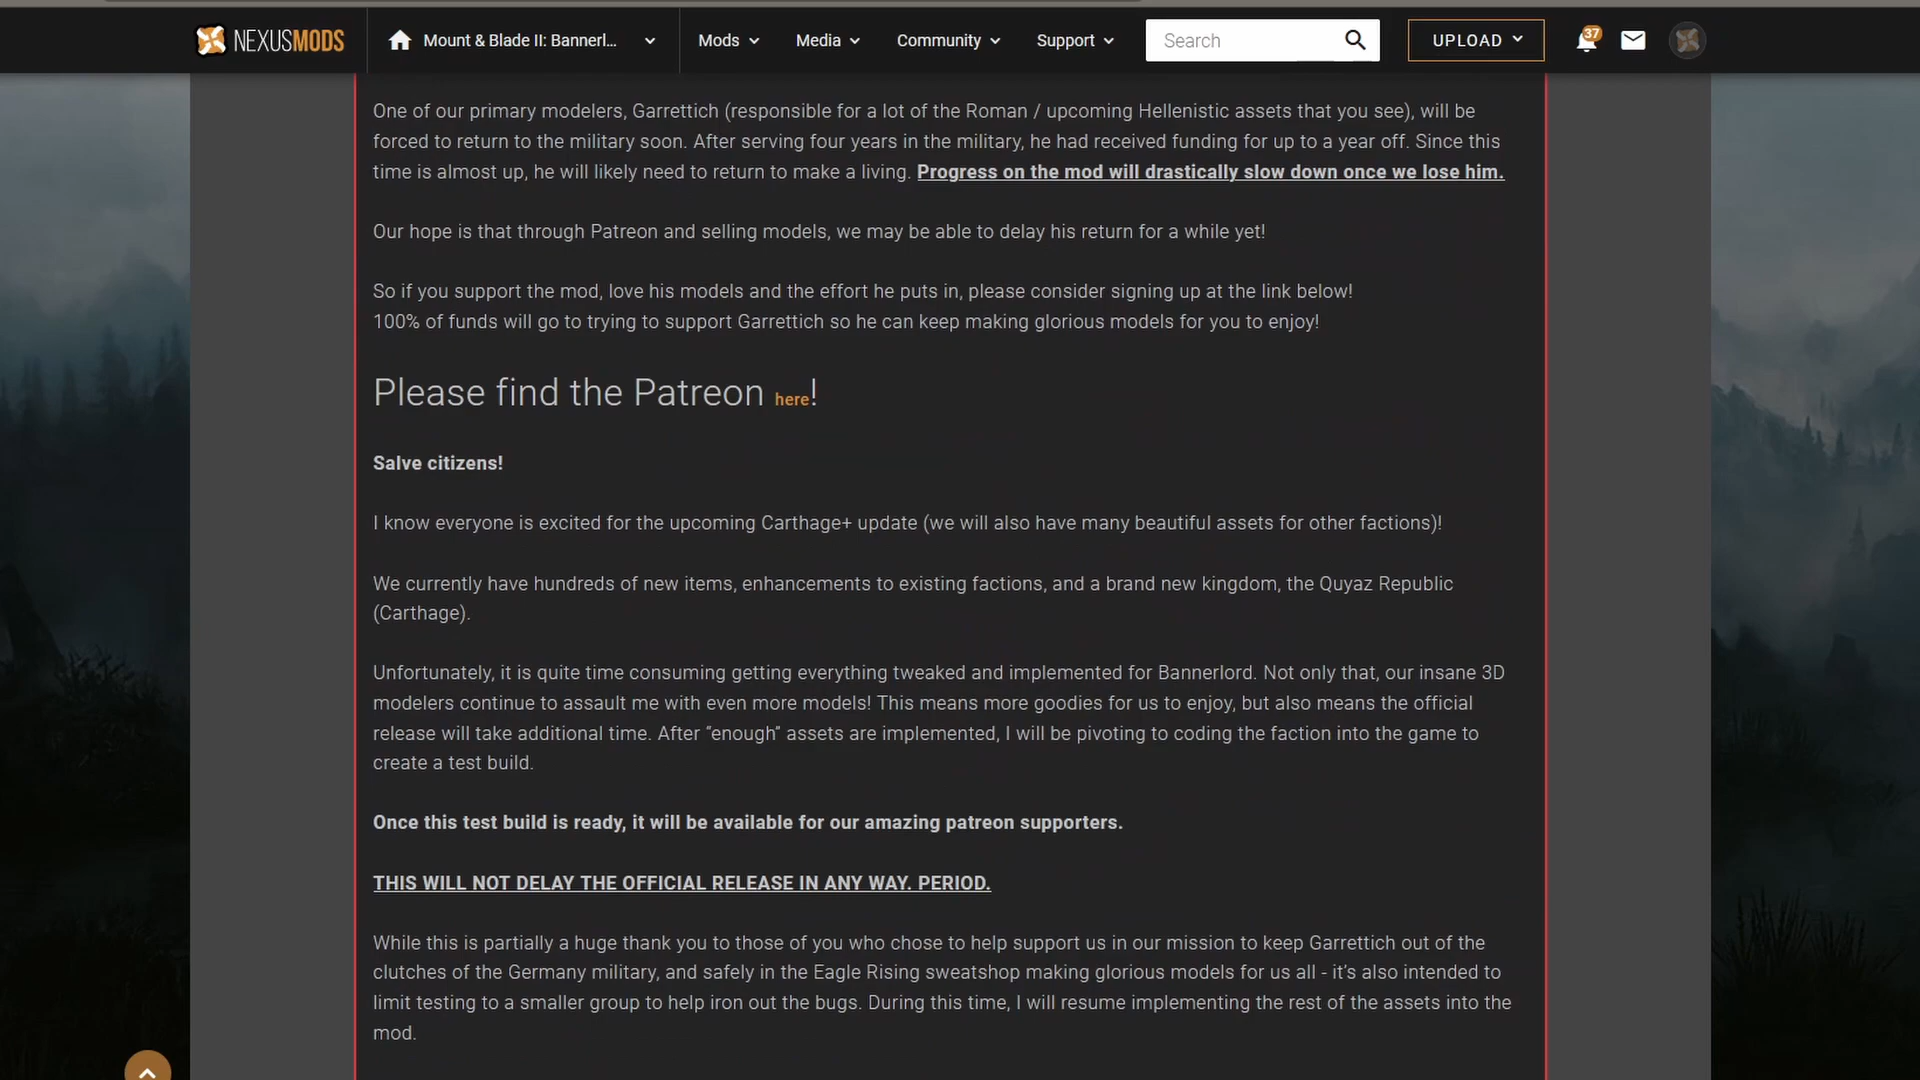 NEXUSMODS
Mount & Blade II: Bannerl...
Mods
Media
Community
Support
Search
UPLOAD
37
One of our primary modelers, Garrettich (responsible for a lot of the Roman / upcoming Hellenistic assets that you see), will be
forced to return to the military soon. After serving four years in the military, he had received funding for up to a year off. Since this
time is almost up, he will likely need to return to make a living. Progress on the mod will drastically slow down once we lose him.
Our hope is that through Patreon and selling models, we may be able to delay his return for a while yet!
So if you support the mod, love his models and the effort he puts in, please consider signing up at the link below!
100% of funds will go to trying to support Garrettich so he can keep making glorious models for you to enjoy!
Please find the Patreon here!
Salve citizens!
I know everyone is excited for the upcoming Carthage+ update (we will also have many beautiful assets for other factions)!
We currently have hundreds of new items, enhancements to existing factions, and a brand new kingdom, the Quyaz Republic
(Carthage).
Unfortunately, it is quite time consuming getting everything tweaked and implemented for Bannerlord. Not only that, our insane 3D
modelers continue to assault me with even more models! This means more goodies for us to enjoy, but also means the official
release will take additional time. After “enough” assets are implemented, I will be pivoting to coding the faction into the game to
create a test build.
Once this test build is ready, it will be available for our amazing patreon supporters.
THIS WILL NOT DELAY THE OFFICIAL RELEASE IN ANY WAY. PERIOD.
While this is partially a huge thank you to those of you who chose to help support us in our mission to keep Garrettich out of the
clutches of the Germany military, and safely in the Eagle Rising sweatshop making glorious models for us all - it’s also intended to
limit testing to a smaller group to help iron out the bugs. During this time, I will resume implementing the rest of the assets into the
mod.